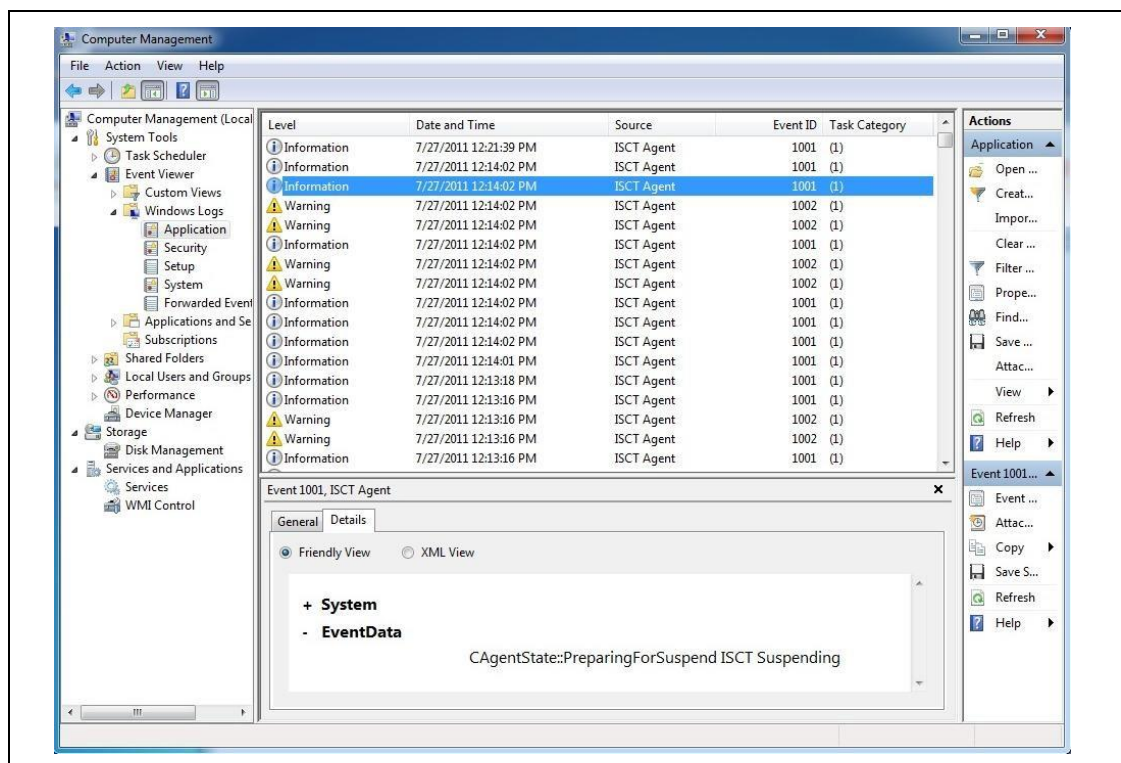 Computer Management
File Action View Help
Computer Management (Local
System Tools
Task Scheduler
Event Viewer
Custom Views
Windows Logs
Application
Security
Setup
System
Forwarded Event
Applications and Se
Subscriptions
Shared Folders
Local Users and Groups
Performance
Device Manager
Storage
Disk Management
Services and Applications
Services
WMI Control
Level Date and Time Source Event ID Task Category
Information 7/27/2011 12:21:39 PM ISCT Agent 1001 (1)
Information 7/27/2011 12:14:02 PM ISCT Agent 1001 (1)
Information 7/27/2011 12:14:02 PM ISCT Agent 1001 (1)
Warning 7/27/2011 12:14:02 PM ISCT Agent 1002 (1)
Warning 7/27/2011 12:14:02 PM ISCT Agent 1002 (1)
Information 7/27/2011 12:14:02 PM ISCT Agent 1001 (1)
Warning 7/27/2011 12:14:02 PM ISCT Agent 1002 (1)
Warning 7/27/2011 12:14:02 PM ISCT Agent 1002 (1)
Information 7/27/2011 12:14:02 PM ISCT Agent 1001 (1)
Information 7/27/2011 12:14:02 PM ISCT Agent 1001 (1)
Information 7/27/2011 12:14:02 PM ISCT Agent 1001 (1)
Information 7/27/2011 12:14:01 PM ISCT Agent 1001 (1)
Information 7/27/2011 12:13:18 PM ISCT Agent 1001 (1)
Information 7/27/2011 12:13:16 PM ISCT Agent 1001 (1)
Warning 7/27/2011 12:13:16 PM ISCT Agent 1002 (1)
Warning 7/27/2011 12:13:16 PM ISCT Agent 1002 (1)
Information 7/27/2011 12:13:16 PM ISCT Agent 1001 (1)
Event 1001, ISCT Agent
General Details
Friendly View XML View
+ System
- EventData
CAgentState::PreparingForSuspend ISCT Suspending
Actions
Application
Open ...
Creat...
Impor...
Clear ...
Filter ...
Prope...
Find...
Save ...
Attac...
View
Refresh
Help
Event 1001...
Event ...
Attac...
Copy
Save S...
Refresh
Help